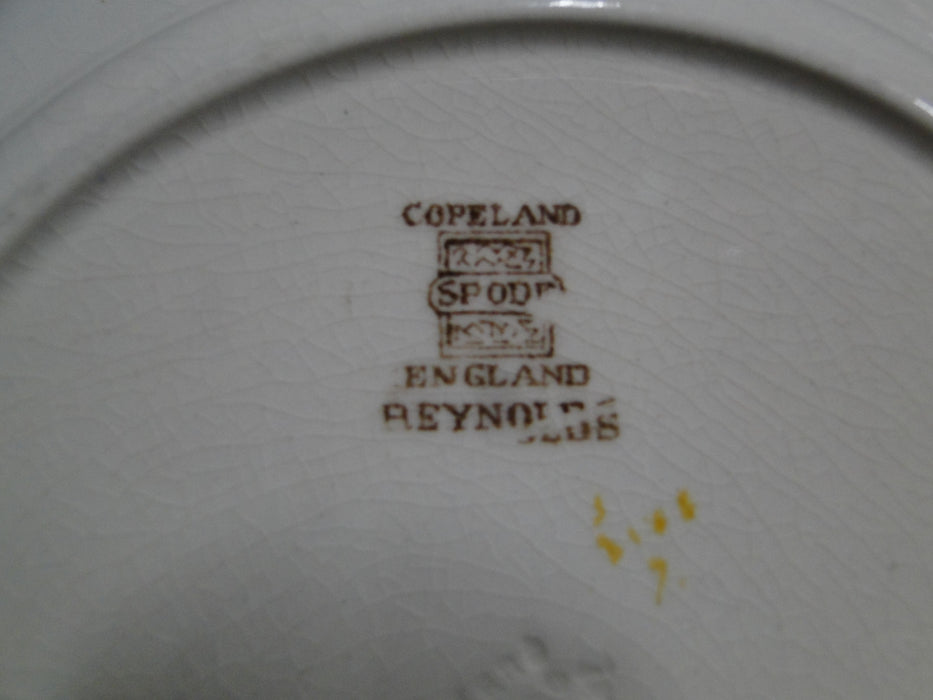 COPELAND
SPODE
ENGLAND
REYNOLDS